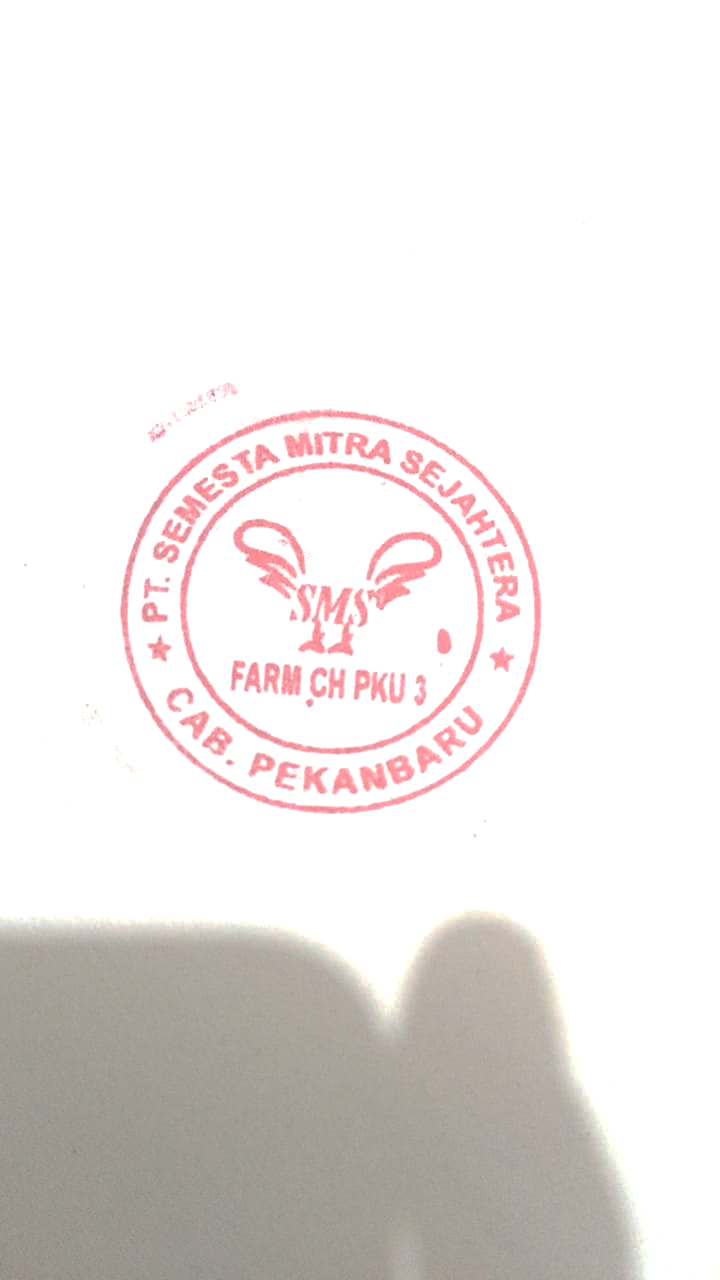 PT. SEMESTA MITRA SEJAHTERA
SMS
FARM CH PKU 3
CAB. PEKANBARU